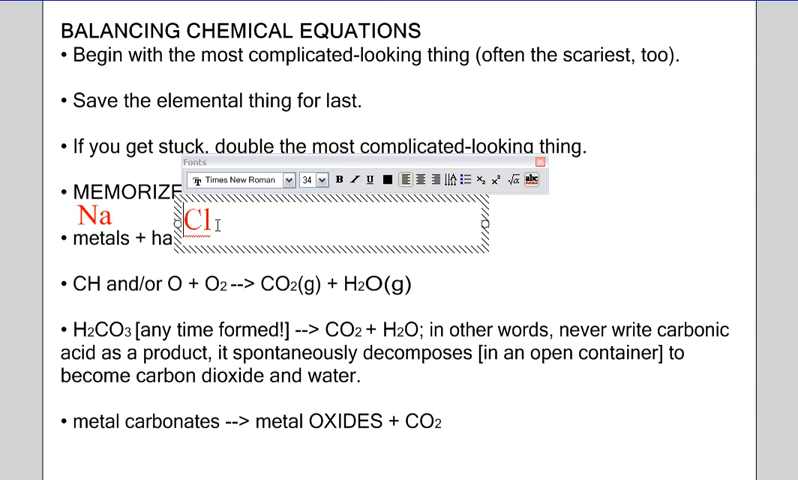 BALANCING CHEMICAL EQUATIONS
• Begin with the most complicated-looking thing (often the scariest, too).
• Save the elemental thing for last.
• If you get stuck, double the most complicated-looking thing.
Fonts
Times New Roman 34 B I U x₂ x² √α abc
• MEMORIZE
Na Cl
• metals + ha
• CH and/or O + O₂ --> CO₂(g) + H₂O(g)
• H₂CO₃ [any time formed!] --> CO₂ + H₂O; in other words, never write carbonic
acid as a product, it spontaneously decomposes [in an open container] to
become carbon dioxide and water.
• metal carbonates --> metal OXIDES + CO₂